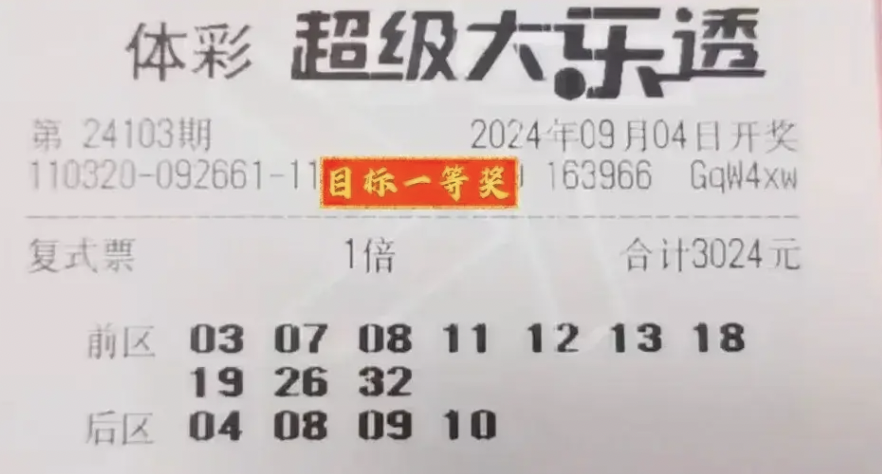 体彩 超级大乐透
第 24103期 2024年09月04日开奖
110320-092661-11 目标一等奖 163966 GqW4xw
复式票 1倍 合计3024元
前区 03 07 08 11 12 13 18
19 26 32
后区 04 08 09 10